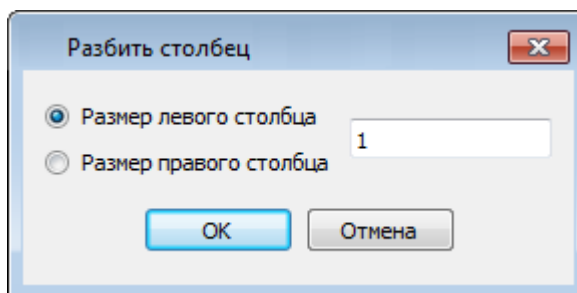 Разбить столбец
Размер левого столбца
1
Размер правого столбца
OK
Отмена